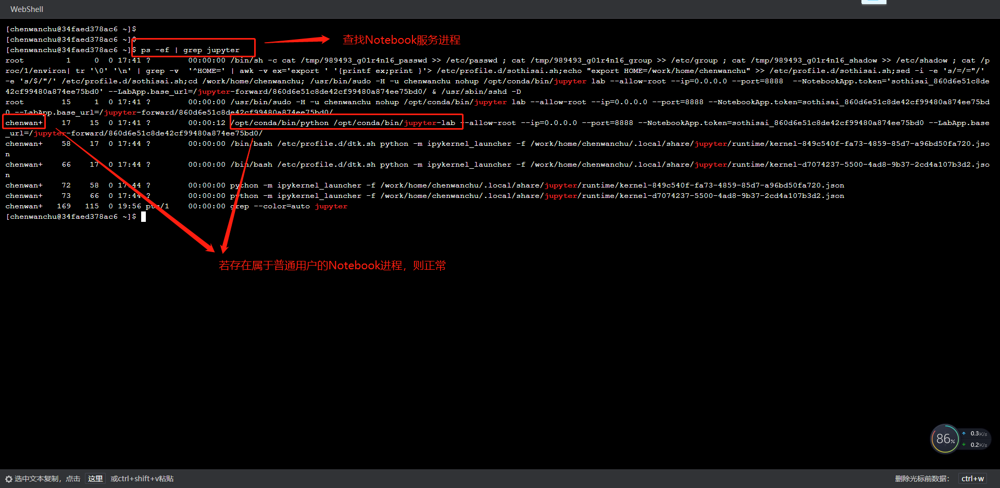 WebShell
[chenwanchu@34faed378ac6 ~]$
[chenwanchu@34faed378ac6 ~]$
查找Notebook服务进程
[chenwanchu@34faed378ac6 ~]$ ps -ef | grep jupyter
root 1 0 0 17:41 ? 00:00:00 /bin/sh -c cat /tmp/989493_g01r4n16_passwd >> /etc/passwd ; cat /tmp/989493_g01r4n16_group >> /etc/group ; cat /tmp/989493_g01r4n16_shadow >> /etc/shadow ; cat /p
roc/1/environ| tr '\0' '\n' | grep -v '^HOME=' | awk -v ex='export ' '{printf ex;print }'> /etc/profile.d/sothisai.sh;echo "export HOME=/work/home/chenwanchu" >> /etc/profile.d/sothisai.sh;sed -i -e 's/=/="/'
-e 's/$/"/' /etc/profile.d/sothisai.sh;cd /work/home/chenwanchu; /usr/bin/sudo -H -u chenwanchu nohup /opt/conda/bin/jupyter lab --allow-root --ip=0.0.0.0 --port=8888 --NotebookApp.token='sothisai_860d6e51c8de
42cf99480a874ee75bd0' --LabApp.base_url=/jupyter-forward/860d6e51c8de42cf99480a874ee75bd0/ & /usr/sbin/sshd -D
root 15 1 0 17:41 ? 00:00:00 /usr/bin/sudo -H -u chenwanchu nohup /opt/conda/bin/jupyter lab --allow-root --ip=0.0.0.0 --port=8888 --NotebookApp.token=sothisai_860d6e51c8de42cf99480a874ee75bd
0 --LabApp.base_url=/jupyter-forward/860d6e51c8de42cf99480a874ee75bd0/
chenwan+ 17 15 0 17:41 ? 00:00:12 /opt/conda/bin/python /opt/conda/bin/jupyter-lab --allow-root --ip=0.0.0.0 --port=8888 --NotebookApp.token=sothisai_860d6e51c8de42cf99480a874ee75bd0 --LabApp.base
_url=/jupyter-forward/860d6e51c8de42cf99480a874ee75bd0/
chenwan+ 58 17 0 17:44 ? 00:00:00 /bin/bash /etc/profile.d/dtk.sh python -m ipykernel_launcher -f /work/home/chenwanchu/.local/share/jupyter/runtime/kernel-849c540f-fa73-4859-85d7-a96bd50fa720.jso
n
chenwan+ 66 17 0 17:44 ? 00:00:00 /bin/bash /etc/profile.d/dtk.sh python -m ipykernel_launcher -f /work/home/chenwanchu/.local/share/jupyter/runtime/kernel-d7074237-5500-4ad8-9b37-2cd4a107b3d2.jso
n
chenwan+ 72 58 0 17:44 ? 00:00:00 python -m ipykernel_launcher -f /work/home/chenwanchu/.local/share/jupyter/runtime/kernel-849c540f-fa73-4859-85d7-a96bd50fa720.json
chenwan+ 73 66 0 17:44 ? 00:00:00 python -m ipykernel_launcher -f /work/home/chenwanchu/.local/share/jupyter/runtime/kernel-d7074237-5500-4ad8-9b37-2cd4a107b3d2.json
chenwan+ 169 115 0 19:56 pts/1 00:00:00 grep --color=auto jupyter
[chenwanchu@34faed378ac6 ~]$
若存在属于普通用户的Notebook进程，则正常
86%
0.3K/s
0.2K/s
选中文本复制，点击 这里 或ctrl+shift+v粘贴
删除光标前数据： ctrl+w